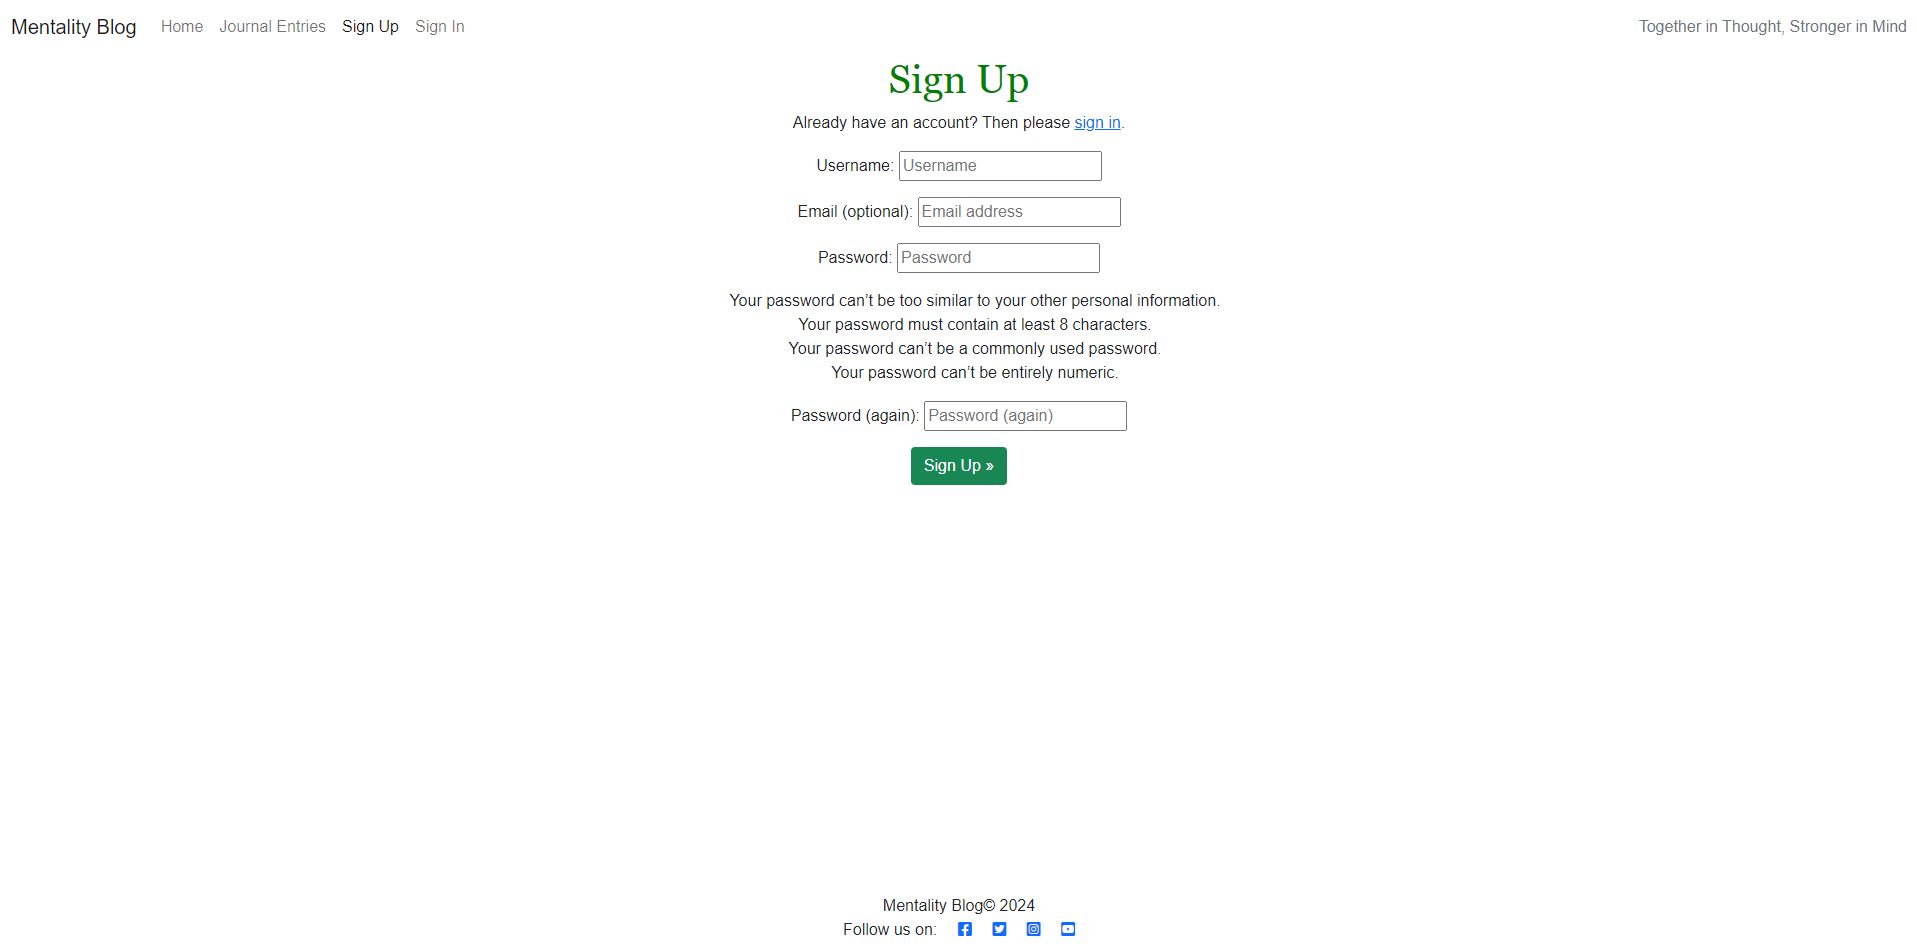 Mentality Blog Home Journal Entries Sign Up Sign In Together in Thought, Stronger in Mind
Sign Up
Already have an account? Then please sign in.
Username: Username
Email (optional): Email address
Password: Password
Your password can’t be too similar to your other personal information.
Your password must contain at least 8 characters.
Your password can’t be a commonly used password.
Your password can’t be entirely numeric.
Password (again): Password (again)
Sign Up »
Mentality Blog© 2024
Follow us on: